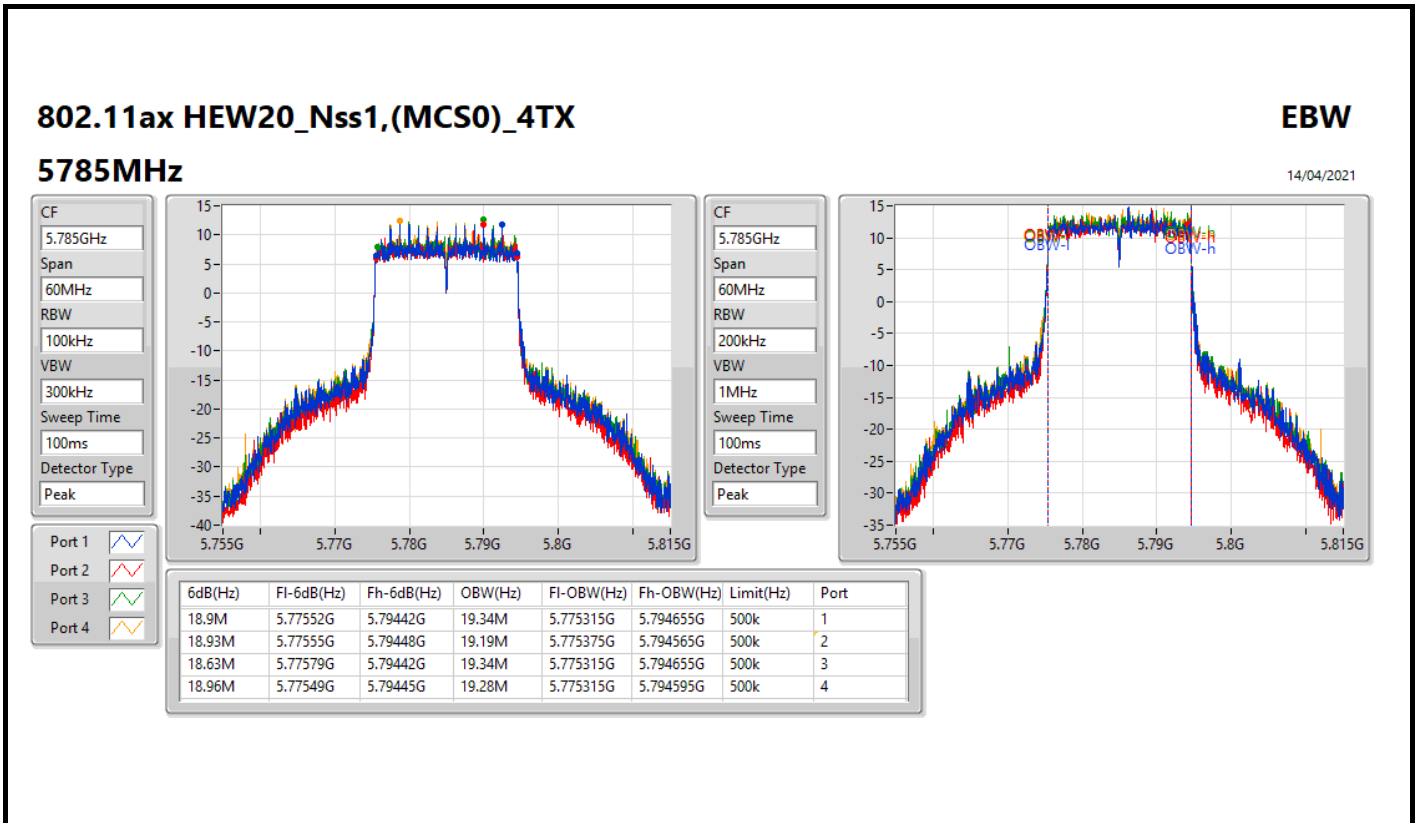 802.11ax HEW20_Nss1,(MCS0)_4TX
EBW
5785MHz
14/04/2021
CF
5.785GHz
Span
60MHz
RBW
100kHz
VBW
300kHz
Sweep Time
100ms
Detector Type
Peak
15
10
5
0
-5
-10
-15
-20
-25
-30
-35
-40
5.755G 5.77G 5.78G 5.79G 5.8G 5.815G
CF
5.785GHz
Span
60MHz
RBW
200kHz
VBW
1MHz
Sweep Time
100ms
Detector Type
Peak
15
10
5
0
-5
-10
-15
-20
-25
-30
-35
OBW-l
OBW-h
OBW-h
5.755G 5.77G 5.78G 5.79G 5.8G 5.815G
Port 1
Port 2
Port 3
Port 4
6dB(Hz) Fl-6dB(Hz) Fh-6dB(Hz) OBW(Hz) Fl-OBW(Hz) Fh-OBW(Hz) Limit(Hz) Port
18.9M 5.77552G 5.79442G 19.34M 5.775315G 5.794655G 500k 1
18.93M 5.77555G 5.79448G 19.19M 5.775375G 5.794565G 500k 2
18.63M 5.77579G 5.79442G 19.34M 5.775315G 5.794655G 500k 3
18.96M 5.77549G 5.79445G 19.28M 5.775315G 5.794595G 500k 4